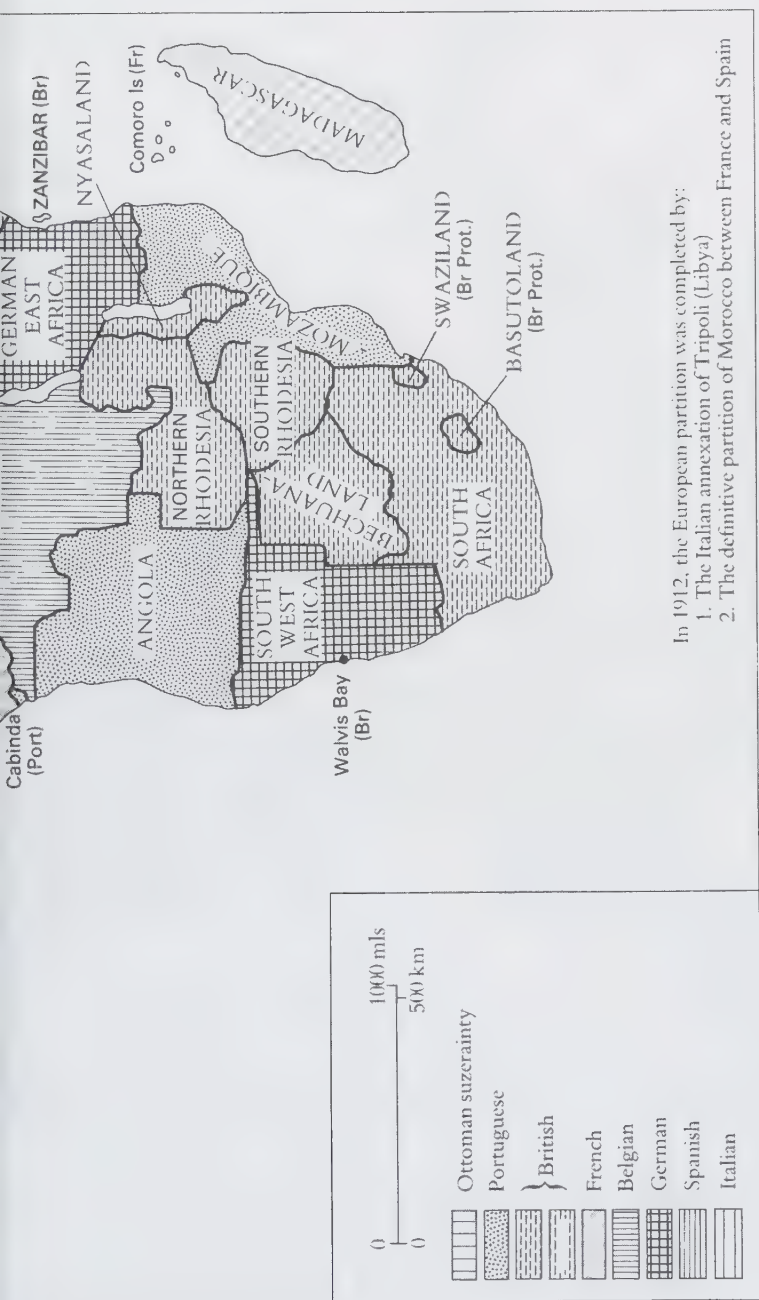 ZANZIBAR (Br)
NYASALAND
Comoro Is (Fr)
MADAGASCAR
GERMAN
EAST
AFRICA
MOZAMBIQUE
NORTHERN
RHODESIA
SOUTHERN
RHODESIA
ANGOLA
Cabinda
(Port)
BECHUANA-
LAND
SOUTH
WEST
AFRICA
Walvis Bay
(Br)
SOUTH
AFRICA
SWAZILAND
(Br Prot.)
BASUTOLAND
(Br Prot.)
In 1912, the European partition was completed by:
1. The Italian annexation of Tripoli (Libya)
2. The definitive partition of Morocco between France and Spain
0 1000 mls
0 500 km
Ottoman suzerainty
Portuguese
} British
French
Belgian
German
Spanish
Italian